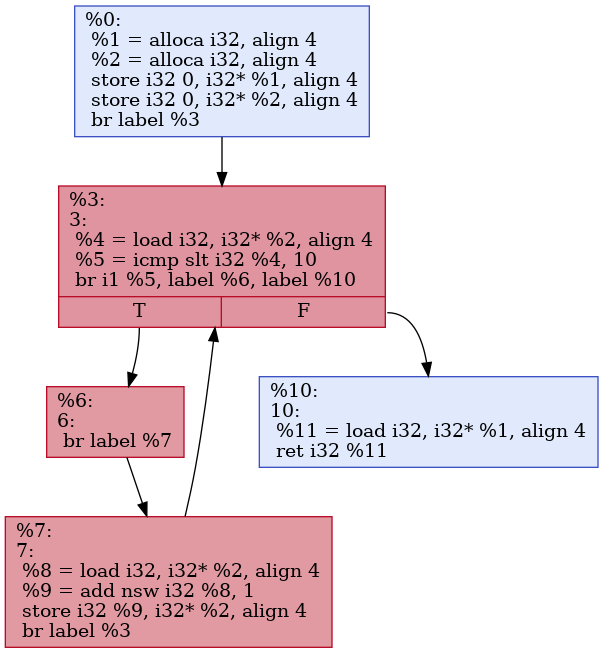 %0:
%1 = alloca i32, align 4
%2 = alloca i32, align 4
store i32 0, i32* %1, align 4
store i32 0, i32* %2, align 4
br label %3
%3:
3:
%4 = load i32, i32* %2, align 4
%5 = icmp slt i32 %4, 10
br i1 %5, label %6, label %10
T
F
%6:
6:
br label %7
%10:
10:
%11 = load i32, i32* %1, align 4
ret i32 %11
%7:
7:
%8 = load i32, i32* %2, align 4
%9 = add nsw i32 %8, 1
store i32 %9, i32* %2, align 4
br label %3